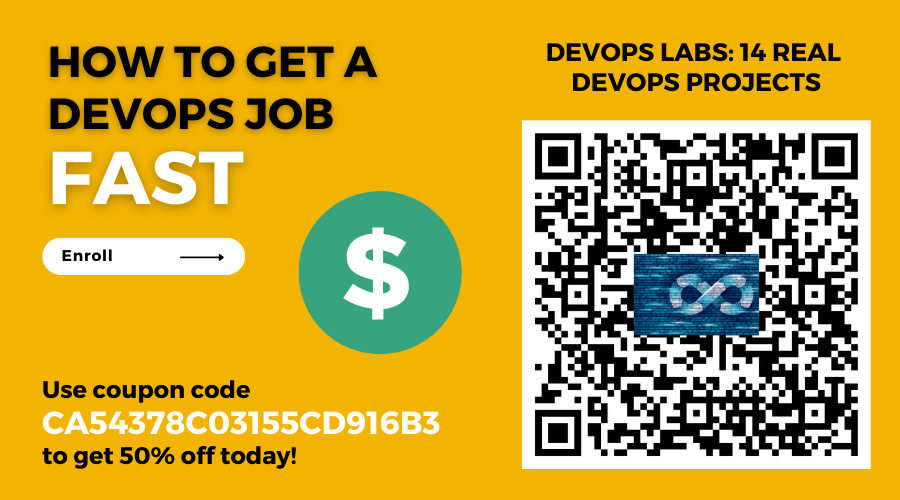 HOW TO GET A
DEVOPS JOB
FAST
Enroll
$
Use coupon code
CA54378C03155CD916B3
to get 50% off today!
DEVOPS LABS: 14 REAL
DEVOPS PROJECTS